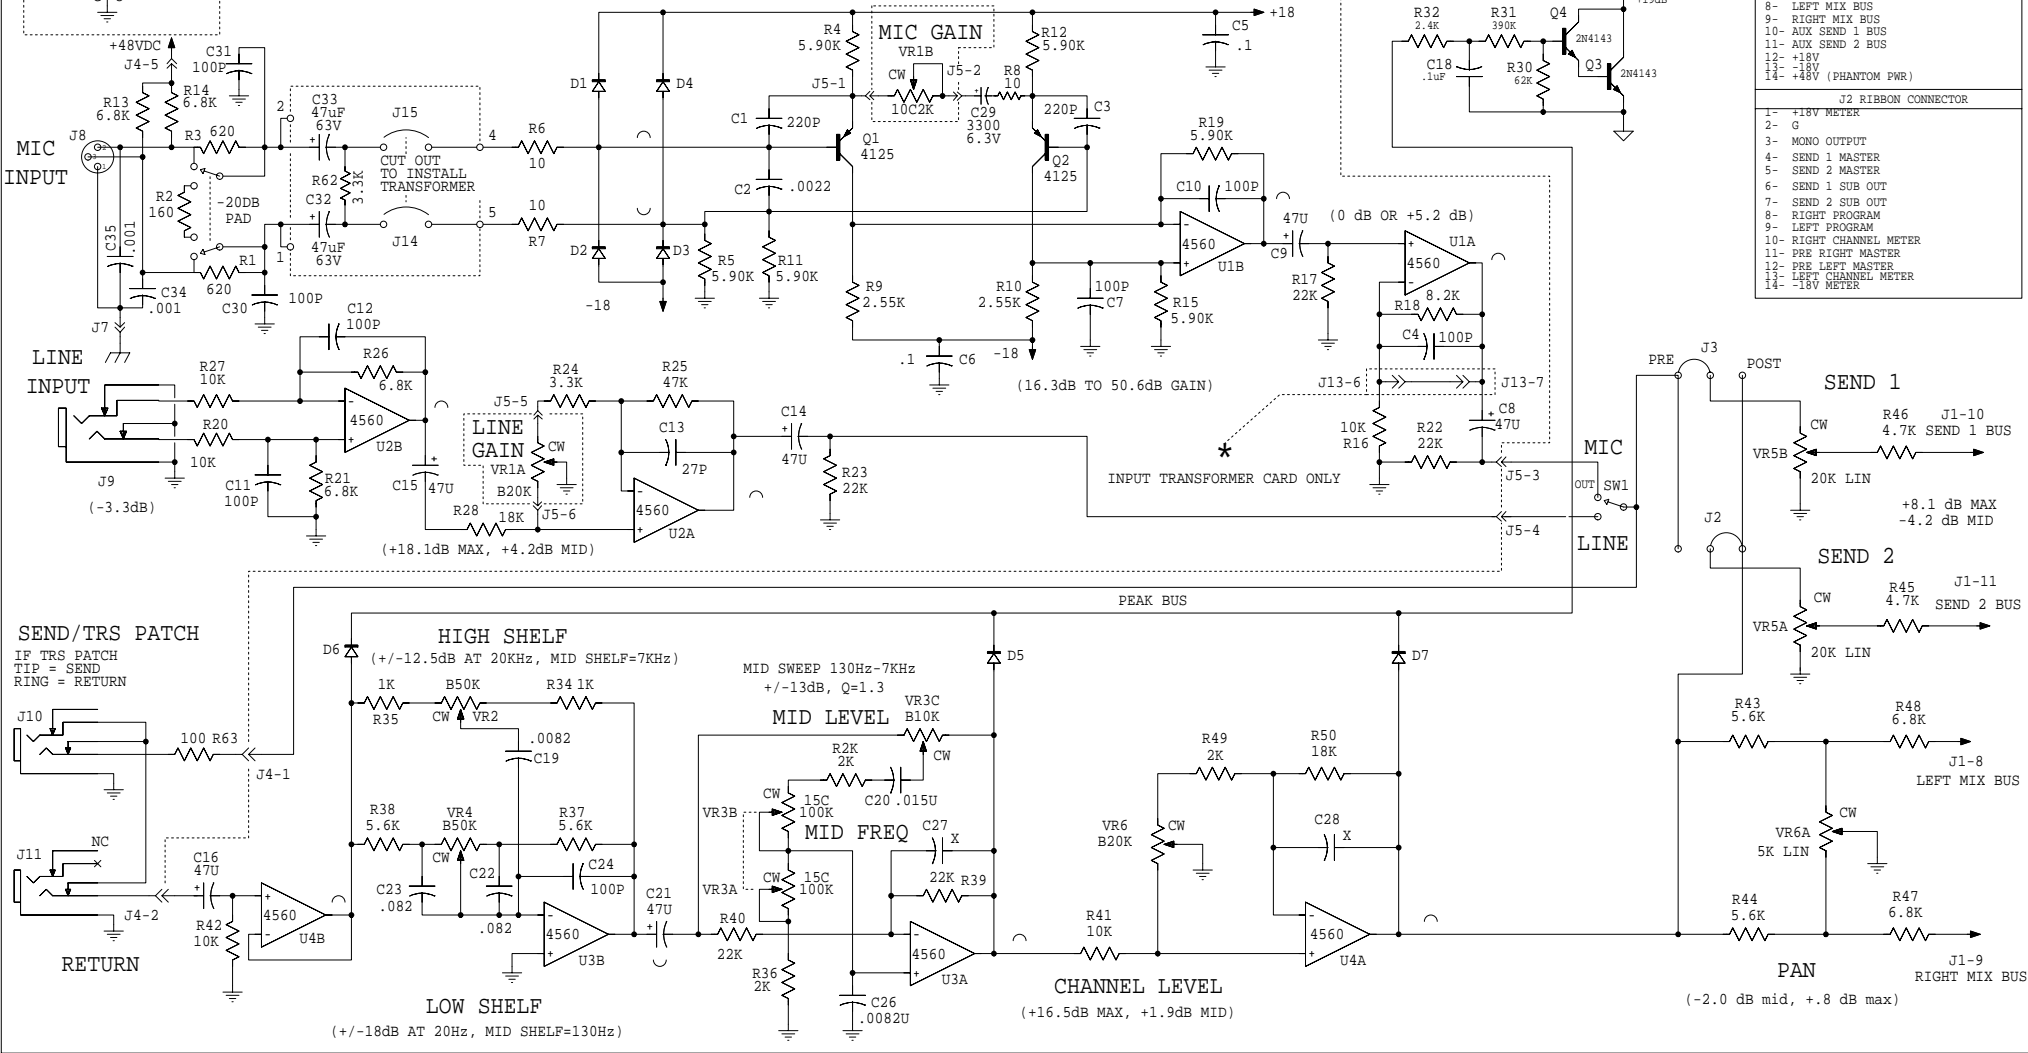 +48VDC
J4-5
C31
100P
R13
6.8K
R14
6.8K
J8
MIC
INPUT
2
3
1
R3
620
R2
160
-20DB
PAD
C35
.001
R1
620
C34
.001
C30
100P
J7
2
1
C33
47uF
63V
J15
CUT OUT
TO INSTALL
TRANSFORMER
R62
3.3K
C32
47uF
63V
J14
4
5
R6
10
10
R7
D1
D4
D2
D3
-18
C1
220P
C2
.0022
R5
5.90K
R11
5.90K
R4
5.90K
MIC GAIN
VR1B
CW
J5-1
J5-2
10C2K
C29
3300
6.3V
R8
10
R12
5.90K
220P
C3
Q1
4125
Q2
4125
+18
C5
.1
R9
2.55K
R10
2.55K
.1
C6
-18
100P
C7
R15
5.90K
(16.3dB TO 50.6dB GAIN)
R19
5.90K
C10
100P
4560
U1B
47U
C9
(0 dB OR +5.2 dB)
R17
22K
U1A
4560
R18
8.2K
C4
100P
J13-6
J13-7
10K
R16
R22
22K
C8
47U
*
INPUT TRANSFORMER CARD ONLY
J5-3
J5-4
MIC
OUT
SW1
LINE
R32
2.4K
R31
390K
Q4
2N4143
Q3
2N4143
C18
.1uF
R30
62K
+19dB
8- LEFT MIX BUS
9- RIGHT MIX BUS
10- AUX SEND 1 BUS
11- AUX SEND 2 BUS
12- +18V
13- -18V
14- +48V (PHANTOM PWR)
J2 RIBBON CONNECTOR
1- +18V METER
2- G
3- MONO OUTPUT
4- SEND 1 MASTER
5- SEND 2 MASTER
6- SEND 1 SUB OUT
7- SEND 2 SUB OUT
8- RIGHT PROGRAM
9- LEFT PROGRAM
10- RIGHT CHANNEL METER
11- PRE RIGHT MASTER
12- PRE LEFT MASTER
13- LEFT CHANNEL METER
14- -18V METER
LINE
INPUT
J9
(-3.3dB)
R27
10K
R20
10K
C12
100P
R26
6.8K
4560
U2B
C11
100P
R21
6.8K
C15
47U
R28
18K
J5-5
LINE
GAIN
CW
VR1A
B20K
J5-6
R24
3.3K
R25
47K
C13
27P
4560
U2A
(+18.1dB MAX, +4.2dB MID)
C14
47U
R23
22K
PRE
J3
POST
SEND 1
CW
VR5B
20K LIN
R46
4.7K
J1-10
SEND 1 BUS
+8.1 dB MAX
-4.2 dB MID
J2
SEND 2
CW
VR5A
20K LIN
R45
4.7K
J1-11
SEND 2 BUS
PEAK BUS
SEND/TRS PATCH
IF TRS PATCH
TIP = SEND
RING = RETURN
J10
100
R63
J4-1
NC
J11
J4-2
RETURN
C16
47U
R42
10K
4560
U4B
D6
HIGH SHELF
(+/-12.5dB AT 20KHz, MID SHELF=7KHz)
1K
R35
B50K
CW
VR2
R34
1K
.0082
C19
R38
5.6K
VR4
B50K
CW
R37
5.6K
C23
.082
C22
.082
C24
100P
4560
U3B
LOW SHELF
(+/-18dB AT 20Hz, MID SHELF=130Hz)
C21
47U
MID SWEEP 130Hz-7KHz
+/-13dB, Q=1.3
MID LEVEL
VR3C
B10K
CW
R2K
2K
C20
.015U
CW
VR3B
15C
100K
MID FREQ
CW
VR3A
15C
100K
R40
22K
R36
2K
C27
X
22K
R39
4560
U3A
C26
.0082U
D5
R41
10K
CHANNEL LEVEL
(+16.5dB MAX, +1.9dB MID)
VR6
B20K
CW
R49
2K
R50
18K
C28
X
4560
U4A
D7
R43
5.6K
R48
6.8K
J1-8
LEFT MIX BUS
CW
VR6A
5K LIN
R44
5.6K
R47
6.8K
J1-9
RIGHT MIX BUS
PAN
(-2.0 dB mid, +.8 dB max)